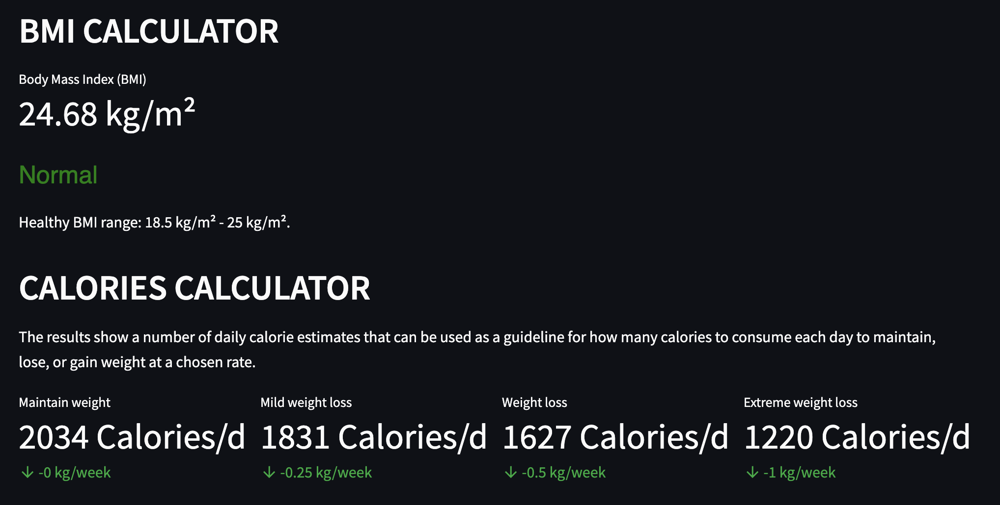 BMI CALCULATOR
Body Mass Index (BMI)
24.68 kg/m²
Normal
Healthy BMI range: 18.5 kg/m² - 25 kg/m².
CALORIES CALCULATOR
The results show a number of daily calorie estimates that can be used as a guideline for how many calories to consume each day to maintain,
lose, or gain weight at a chosen rate.
Maintain weight
2034 Calories/d
↓ -0 kg/week
Mild weight loss
1831 Calories/d
↓ -0.25 kg/week
Weight loss
1627 Calories/d
↓ -0.5 kg/week
Extreme weight loss
1220 Calories/d
↓ -1 kg/week